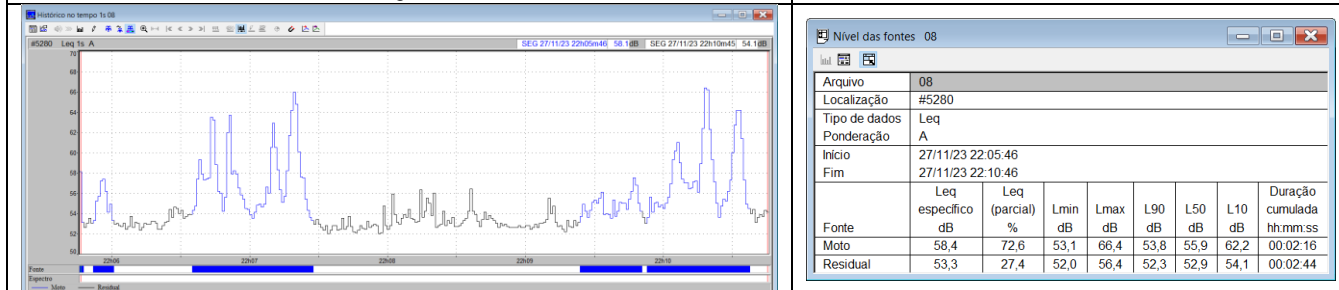 Histórico no tempo 1s 08
#5280 Leq 1s A SEG 27/11/23 22h05m46 58.1dB SEG 27/11/23 22h10m45 54.1dB
70
68
66
64
62
60
58
56
54
52
50
22h06 22h07 22h08 22h09 22h10
Fonte
Espectro
Moto Residual
Nível das fontes 08
Arquivo 08
Localização #5280
Tipo de dados Leq
Ponderação A
Início 27/11/23 22:05:46
Fim 27/11/23 22:10:46
Leq Leq Duração
específico (parcial) Lmin Lmax L90 L50 L10 cumulada
Fonte dB % dB dB dB dB dB hh:mm:ss
Moto 58,4 72,6 53,1 66,4 53,8 55,9 62,2 00:02:16
Residual 53,3 27,4 52,0 56,4 52,3 52,9 54,1 00:02:44